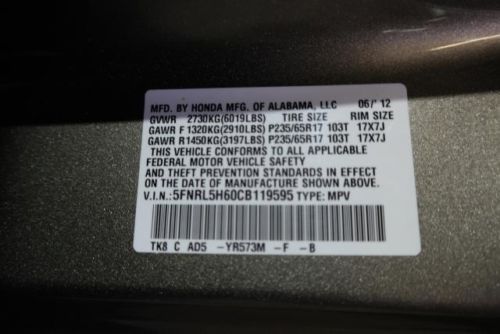 MFD. BY HONDA MFG. OF ALABAMA, LLC 06/'12
GVWR 2730KG(6019LBS) TIRE SIZE RIM SIZE
GAWR F 1320KG(2910LBS) P235/65R17 103T 17X7J
GAWR R 1450KG(3197LBS) P235/65R17 103T 17X7J
THIS VEHICLE CONFORMS TO ALL APPLICABLE
FEDERAL MOTOR VEHICLE SAFETY
AND THEFT PREVENTION STANDARDS IN EFFECT
ON THE DATE OF MANUFACTURE SHOWN ABOVE.
V.I.N.: 5FNRL5H60CB119595 TYPE: MPV
TK8 C AD5 -YR573M -F -B